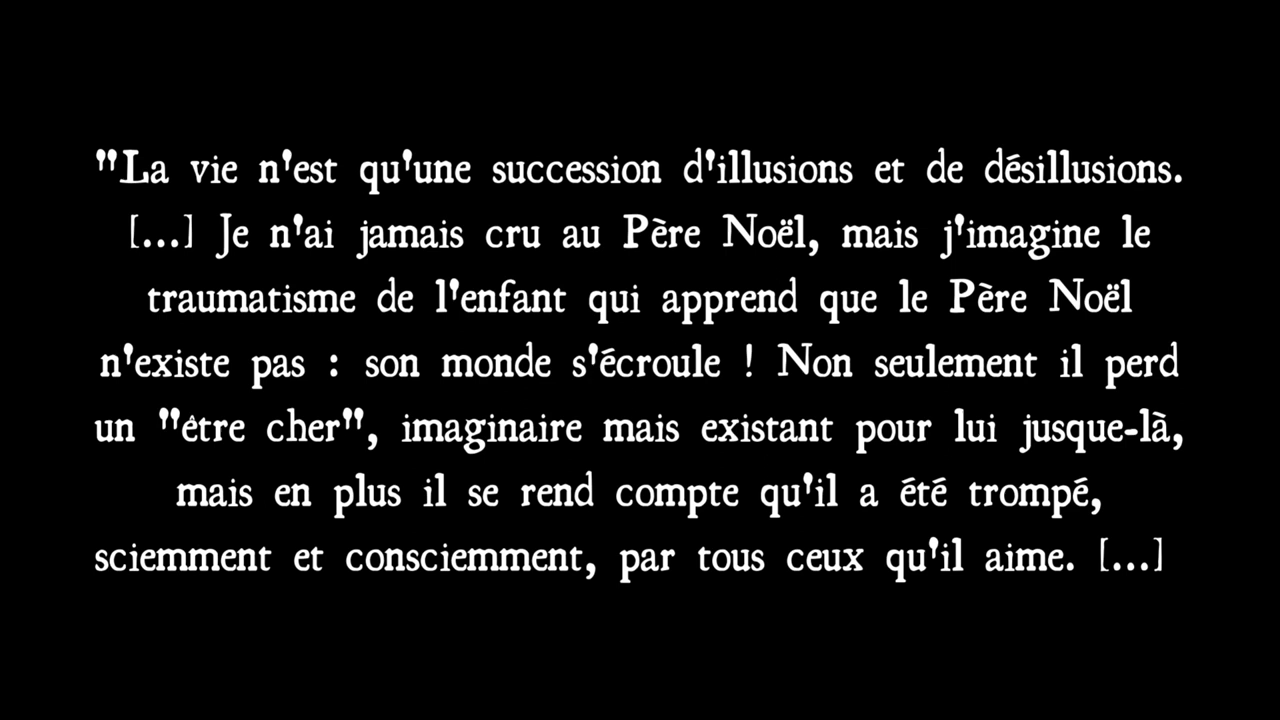 "La vie n'est qu'une succession d'illusions et de désillusions.
[...] Je n'ai jamais cru au Père Noël, mais j'imagine le
traumatisme de l'enfant qui apprend que le Père Noël
n'existe pas : son monde s'écroule ! Non seulement il perd
un "être cher", imaginaire mais existant pour lui jusque-là,
mais en plus il se rend compte qu'il a été trompé,
sciemment et consciemment, par tous ceux qu'il aime. [...]